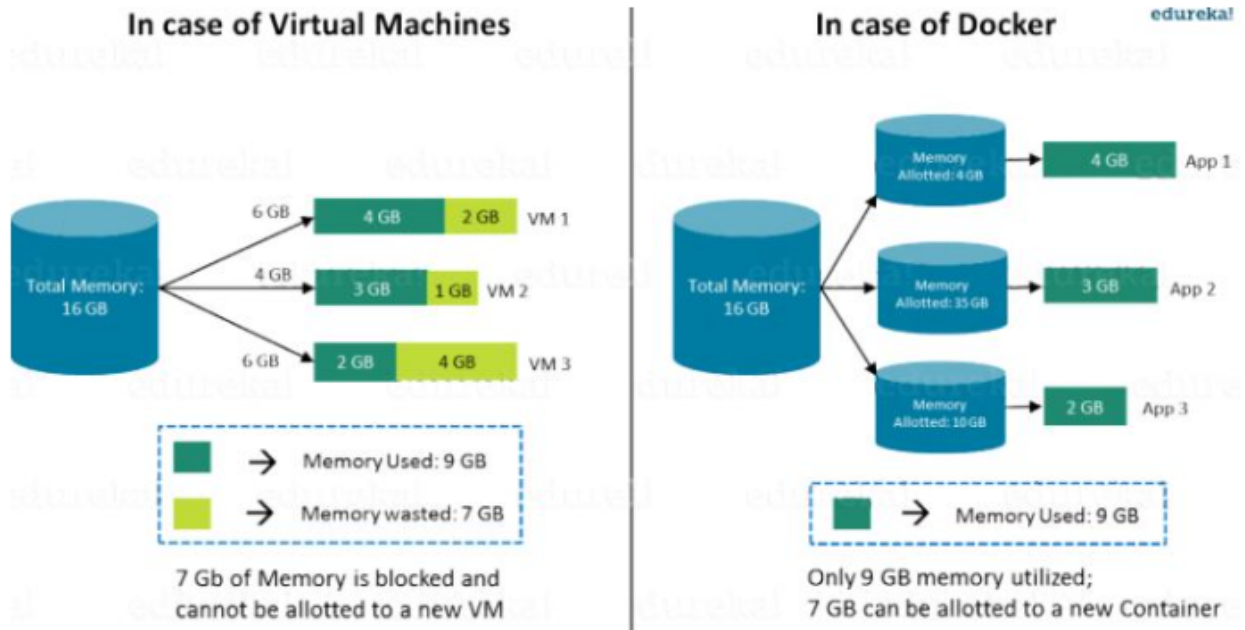 In case of Virtual Machines
Total Memory:
16 GB
6 GB
4 GB
2 GB
VM 1
4 GB
3 GB
1 GB
VM 2
6 GB
2 GB
4 GB
VM 3
→ Memory Used: 9 GB
→ Memory wasted: 7 GB
7 Gb of Memory is blocked and
cannot be allotted to a new VM
In case of Docker
edureka!
Total Memory:
16 GB
Memory
Allotted: 4 GB
4 GB
App 1
Memory
Allotted: 35GB
3 GB
App 2
Memory
Allotted: 10GB
2 GB
App 3
→ Memory Used: 9 GB
Only 9 GB memory utilized;
7 GB can be allotted to a new Container